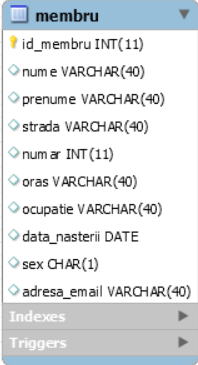 membru
id_membru INT(11)
nume VARCHAR(40)
prenume VARCHAR(40)
strada VARCHAR(40)
numar INT(11)
oras VARCHAR(40)
ocupatie VARCHAR(40)
data_nasterii DATE
sex CHAR(1)
adresa_email VARCHAR(40)
Indexes
Triggers